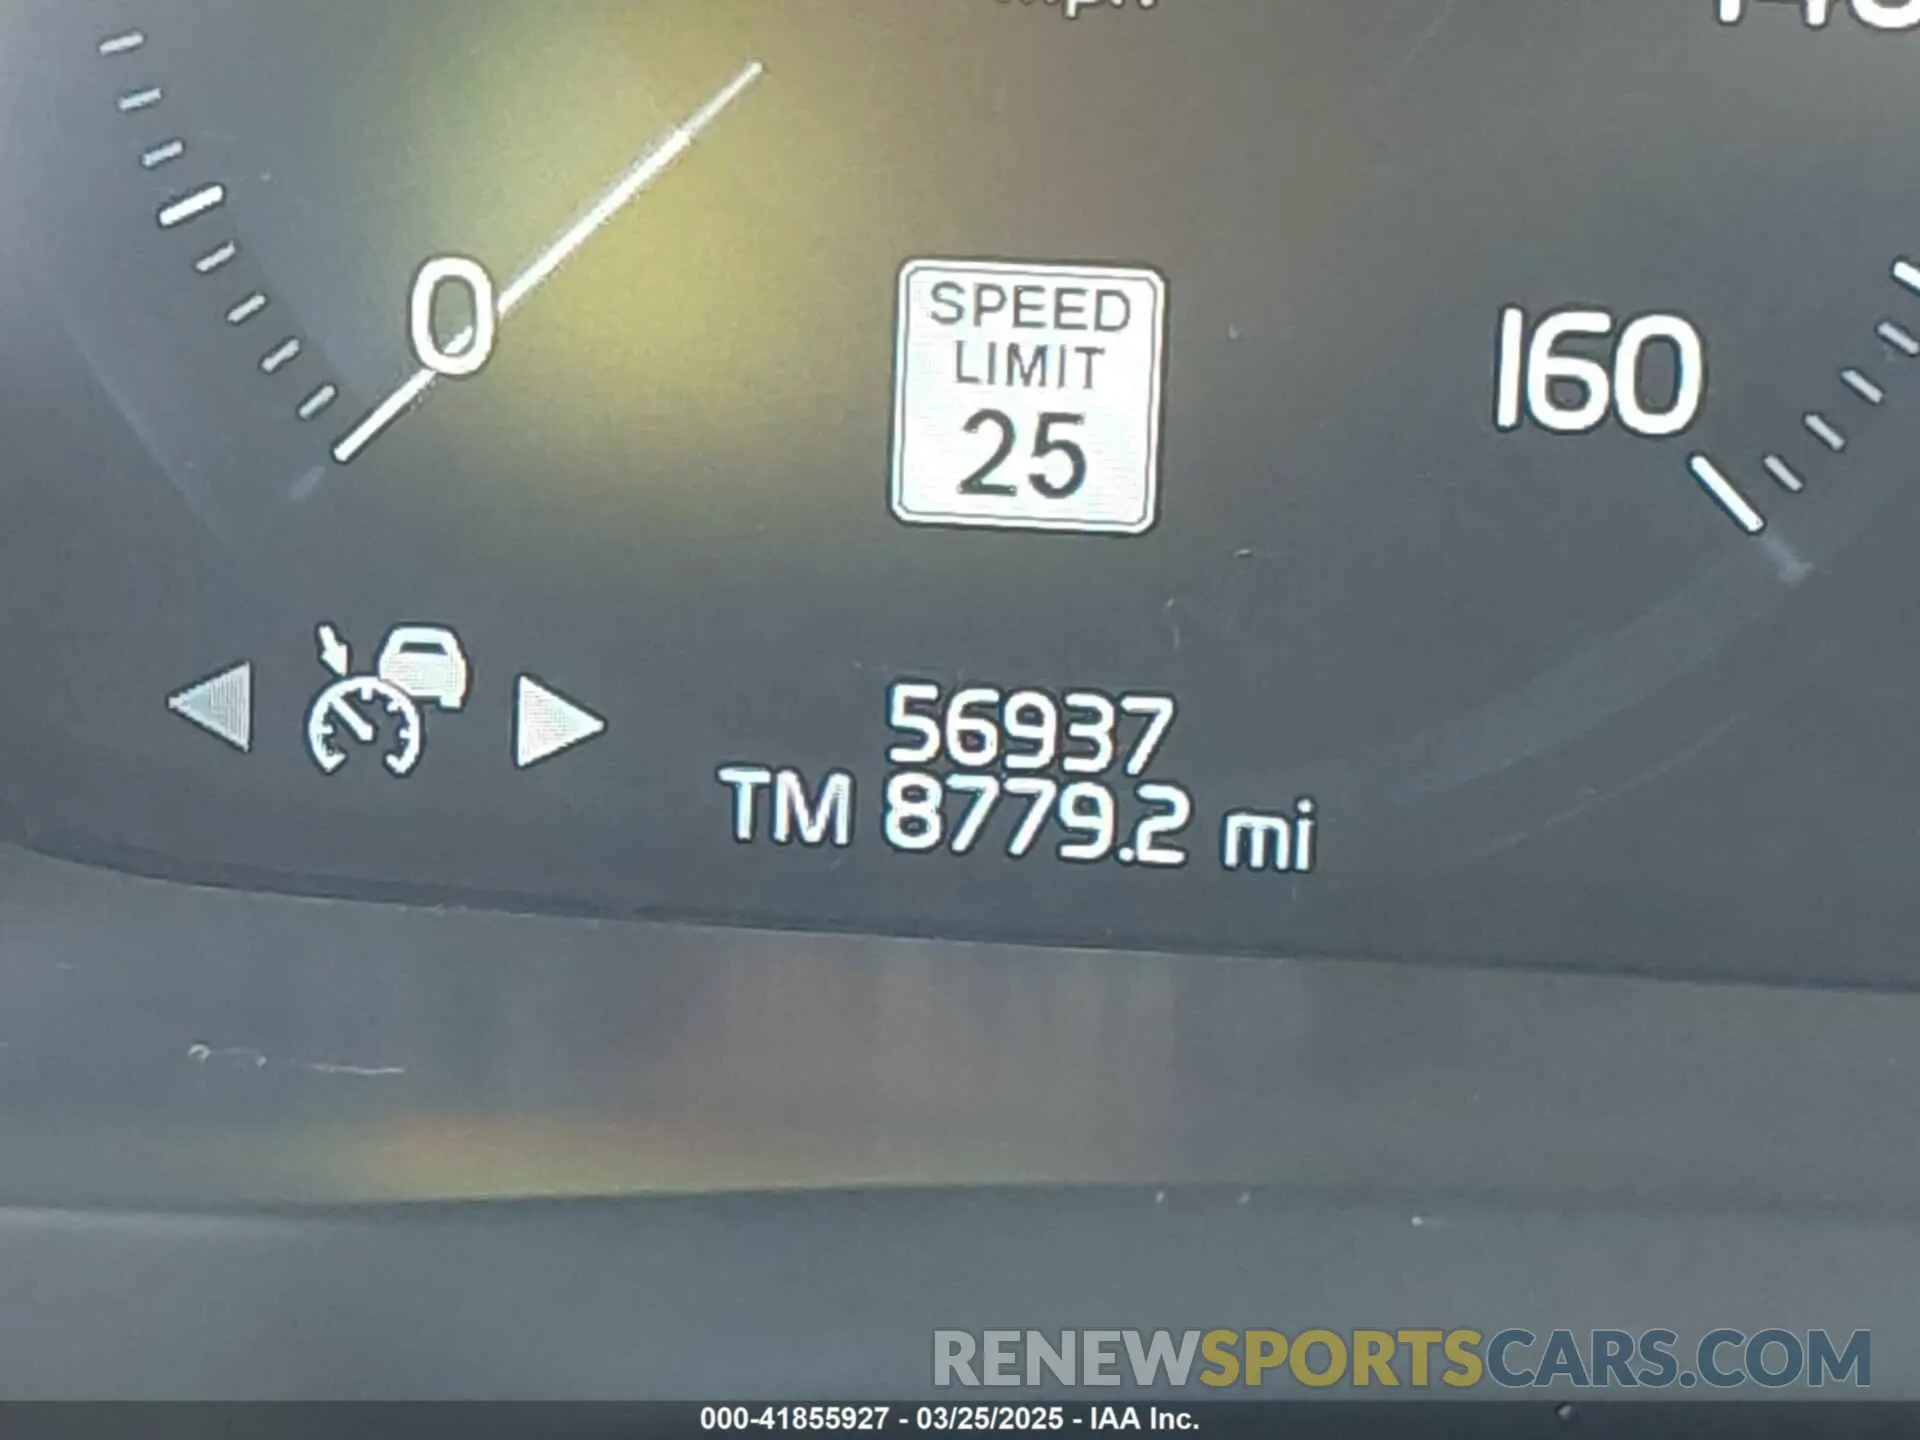 mph
0
SPEED
LIMIT
25
160
56937
TM 8779.2 mi
RENEWSPORTSCARS.COM
000-41855927 - 03/25/2025 - IAA Inc.